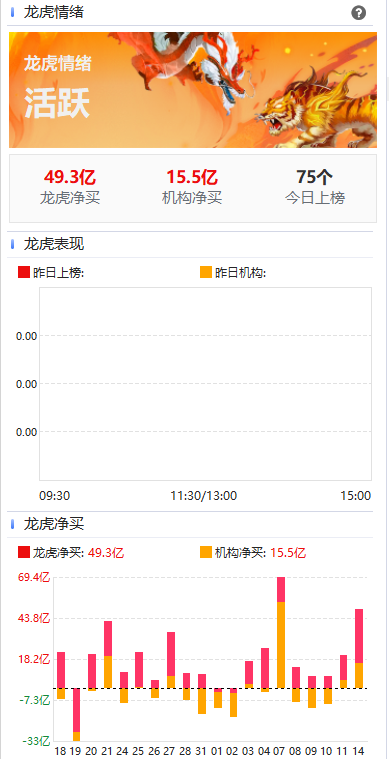 龙虎情绪
?
龙虎情绪
活跃
49.3亿 15.5亿 75个
龙虎净买 机构净买 今日上榜
龙虎表现
昨日上榜: 昨日机构:
0.00
0.00
0.00
09:30 11:30/13:00 15:00
龙虎净买
龙虎净买: 49.3亿 机构净买: 15.5亿
69.4亿
43.8亿
18.2亿
-7.3亿
-33亿
18 19 20 21 24 25 26 27 28 31 01 02 03 04 07 08 09 10 11 14